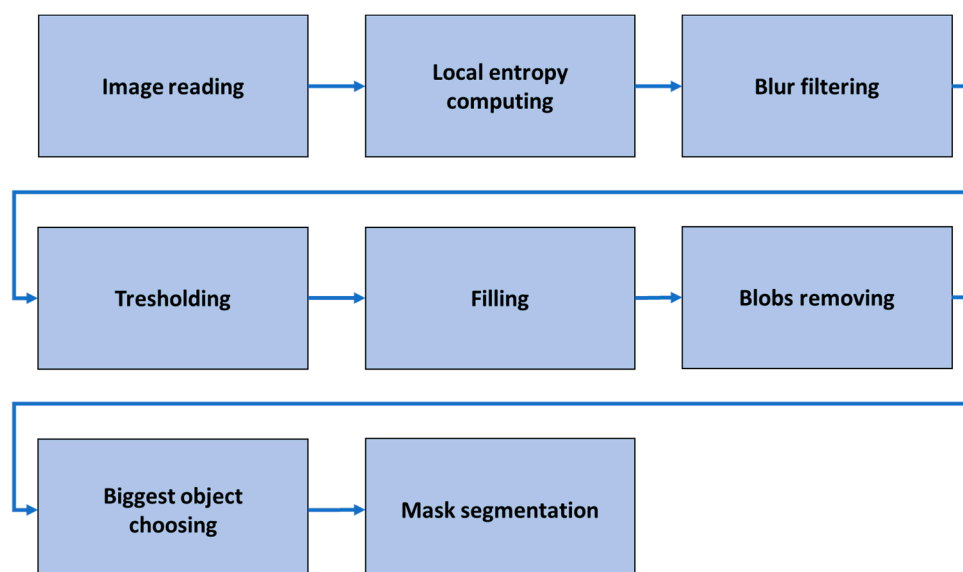 Image reading
Local entropy
computing
Blur filtering
Tresholding
Filling
Blobs removing
Biggest object
choosing
Mask segmentation